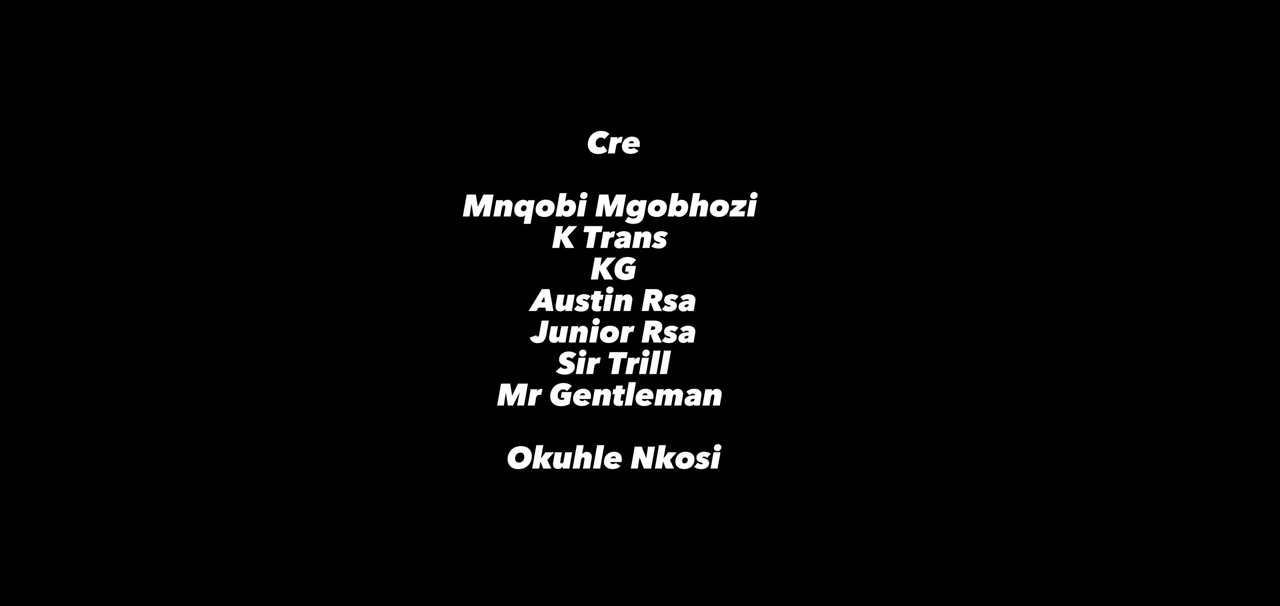 Cre
Mnqobi Mgobhozi
K Trans
KG
Austin Rsa
Junior Rsa
Sir Trill
Mr Gentleman
Okuhle Nkosi